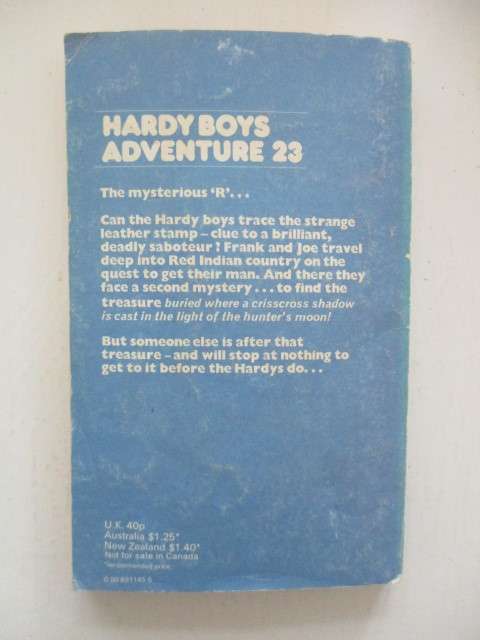 HARDY BOYS
ADVENTURE 23
The mysterious 'R'...
Can the Hardy boys trace the strange
leather stamp – clue to a brilliant,
deadly saboteur? Frank and Joe travel
deep into Red Indian country on the
quest to get their man. And there they
face a second mystery... to find the
treasure buried where a crisscross shadow
is cast in the light of the hunter's moon!
But someone else is after that
treasure – and will stop at nothing to
get to it before the Hardys do...
U.K. 40p
Australia $1.25*
New Zealand $1.40*
Not for sale in Canada
*recommended price